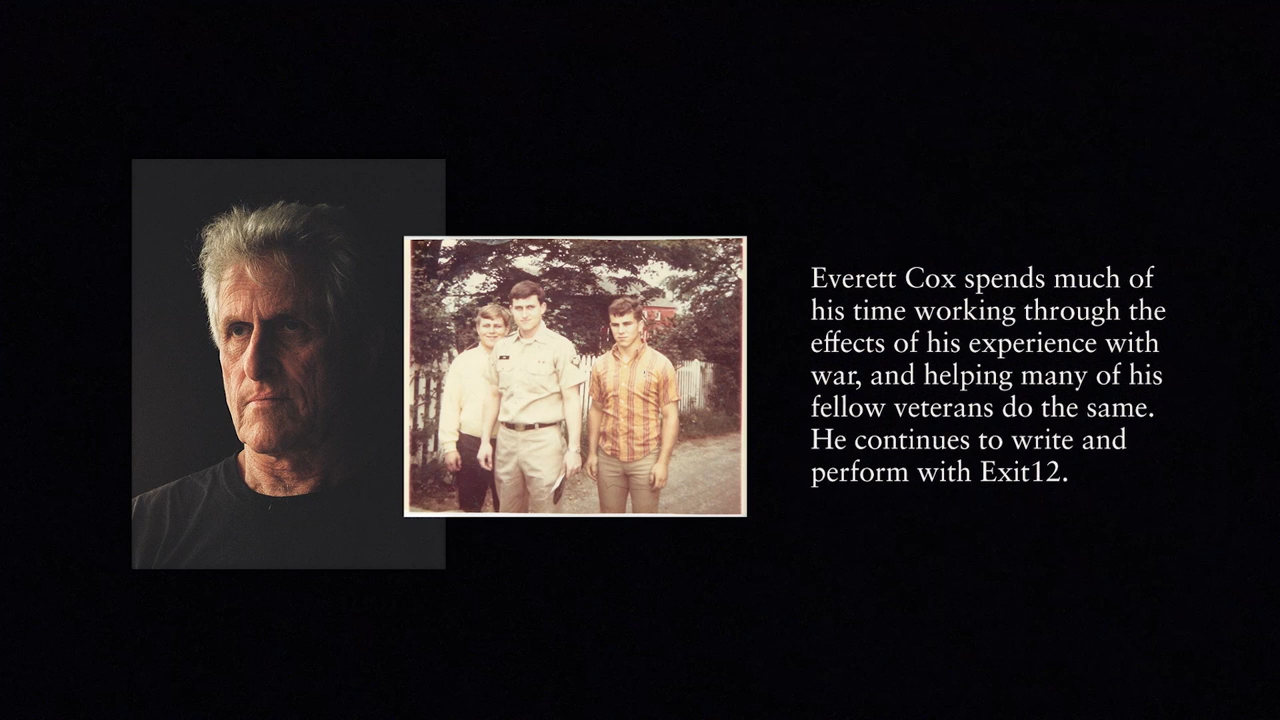 Everett Cox spends much of
his time working through the
effects of his experience with
war, and helping many of his
fellow veterans do the same.
He continues to write and
perform with Exit12.